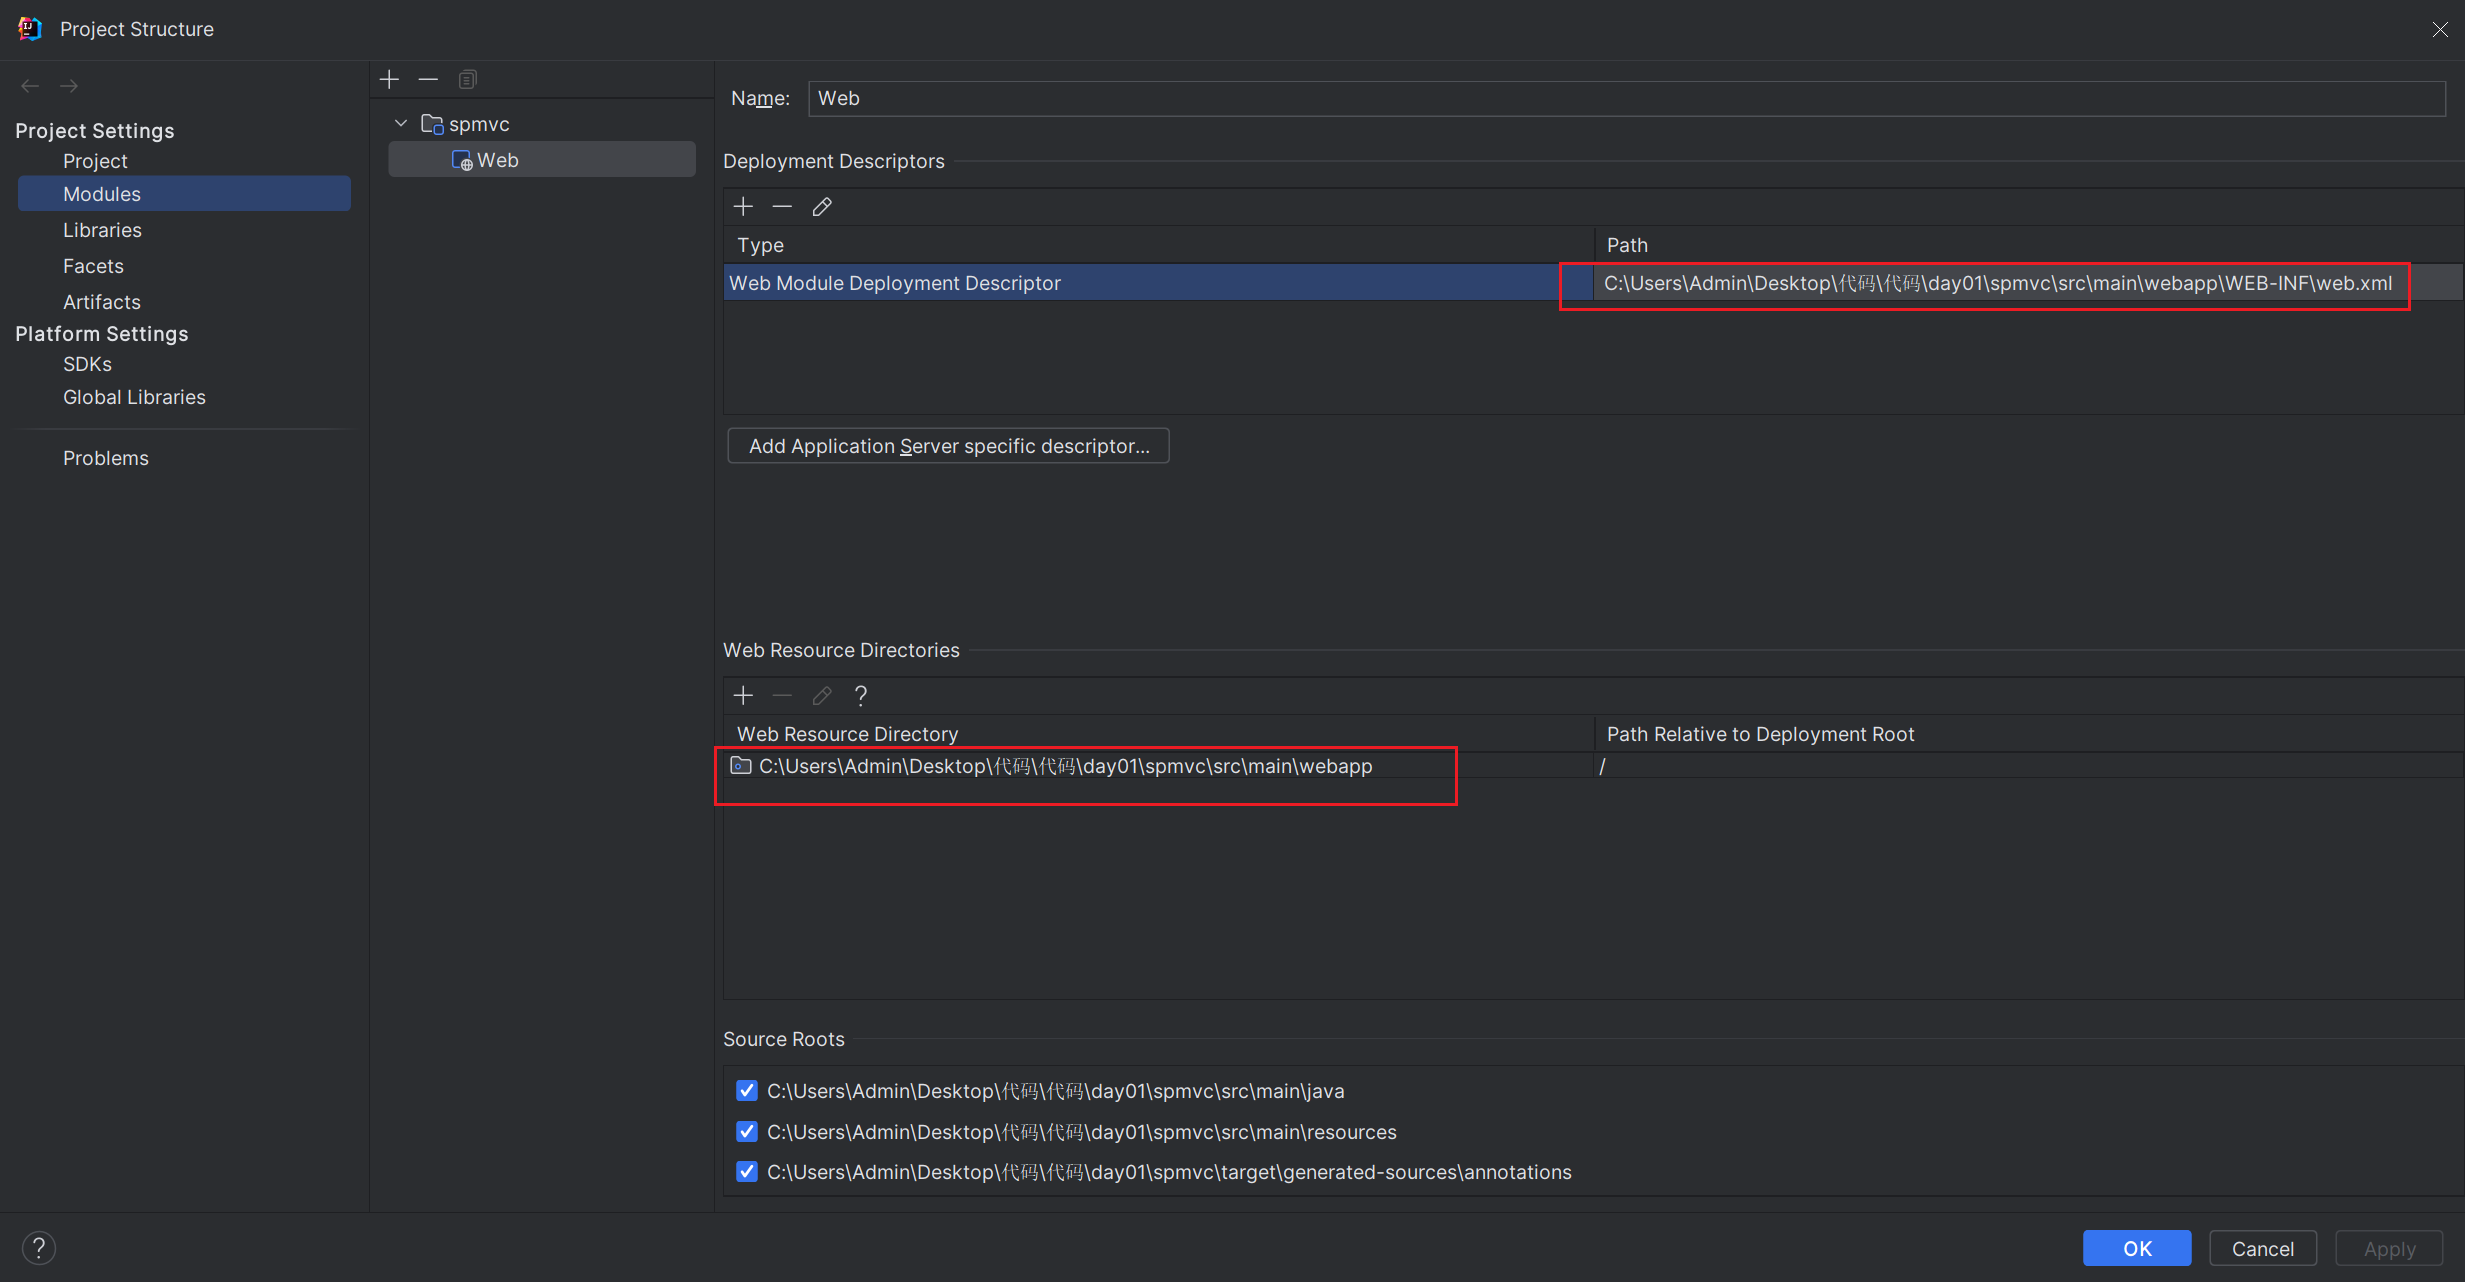 Project Structure
Project Settings
Project
Modules
Libraries
Facets
Artifacts
Platform Settings
SDKs
Global Libraries
Problems
spmvc
Web
Name: Web
Deployment Descriptors
Type Path
Web Module Deployment Descriptor C:\Users\Admin\Desktop\代码\代码\day01\spmvc\src\main\webapp\WEB-INF\web.xml
Add Application Server specific descriptor...
Web Resource Directories
Web Resource Directory Path Relative to Deployment Root
C:\Users\Admin\Desktop\代码\代码\day01\spmvc\src\main\webapp /
Source Roots
C:\Users\Admin\Desktop\代码\代码\day01\spmvc\src\main\java
C:\Users\Admin\Desktop\代码\代码\day01\spmvc\src\main\resources
C:\Users\Admin\Desktop\代码\代码\day01\spmvc\target\generated-sources\annotations
? OK Cancel Apply